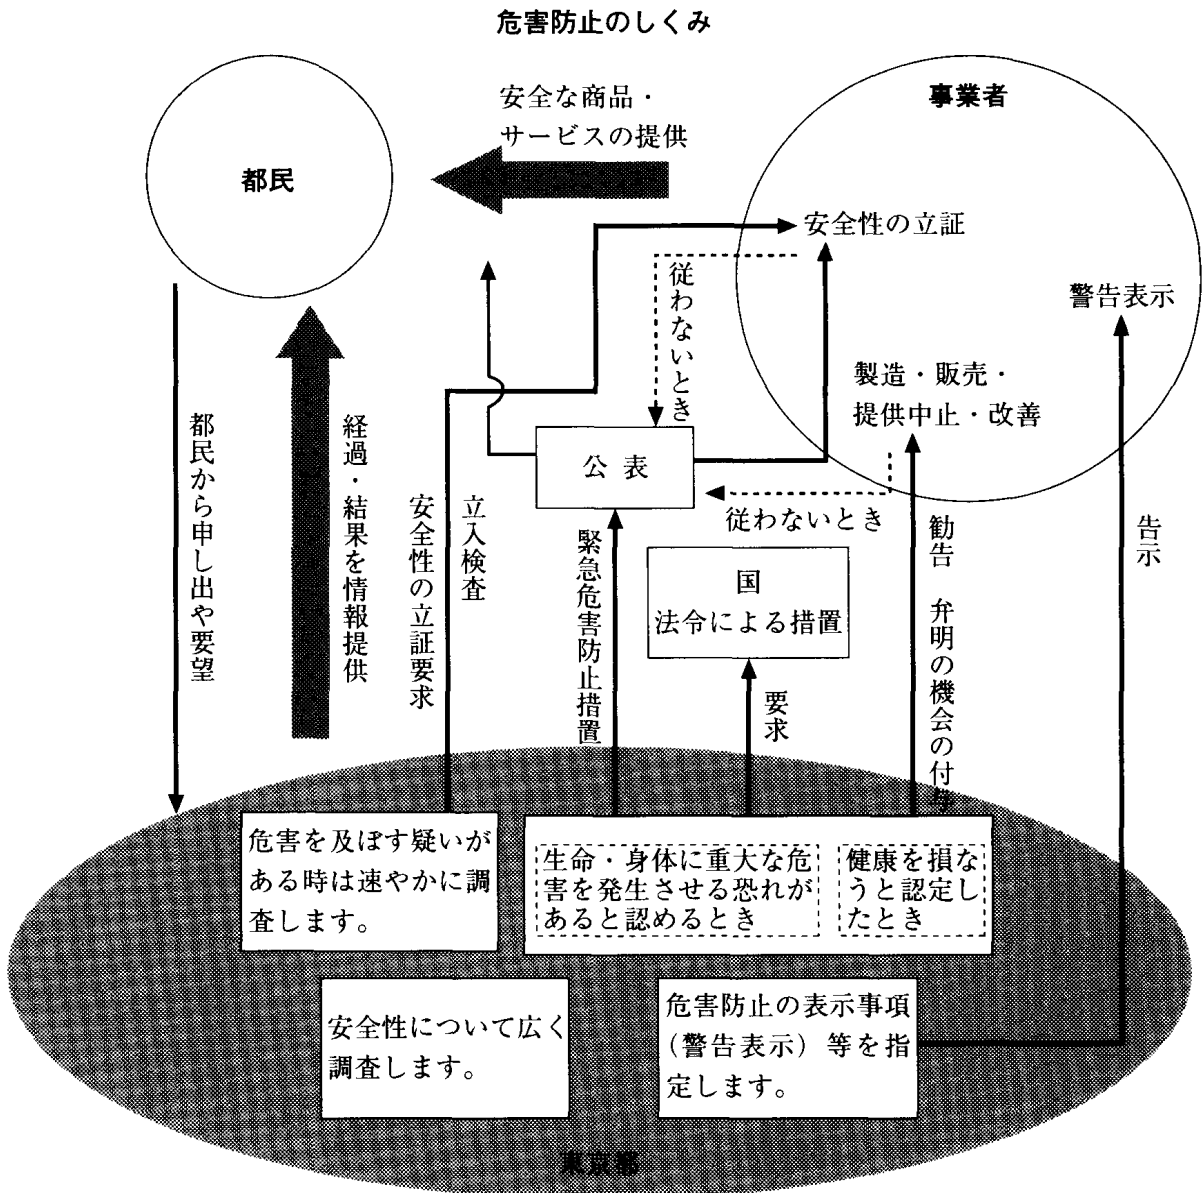 危害防止のしくみ
安全な商品・
サービスの提供
事業者
都民
安全性の立証
従わないとき
警告表示
製造・販売・
提供中止・改善
公表
従わないとき
都民から申し出や要望
経過・結果を情報提供
安全性の立証要求
立入検査
緊急危害防止措置
国
法令による措置
要求
勧告　弁明の機会の付与
告示
危害を及ぼす疑いが
ある時は速やかに調
査します。
生命・身体に重大な危
害を発生させる恐れが
あると認めるとき
健康を損な
うと認定し
たとき
安全性について広く
調査します。
危害防止の表示事項
（警告表示）等を指
定します。
東京都